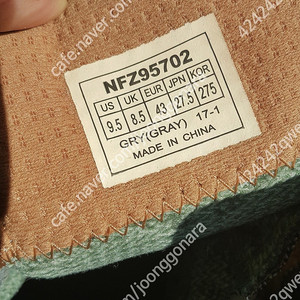 NFZ95702
US UK EUR JPN KOR
9.5 8.5 43 27.5 275
GRY(GRAY) 17-1
MADE IN CHINA
cafe.naver.com/joonggonara